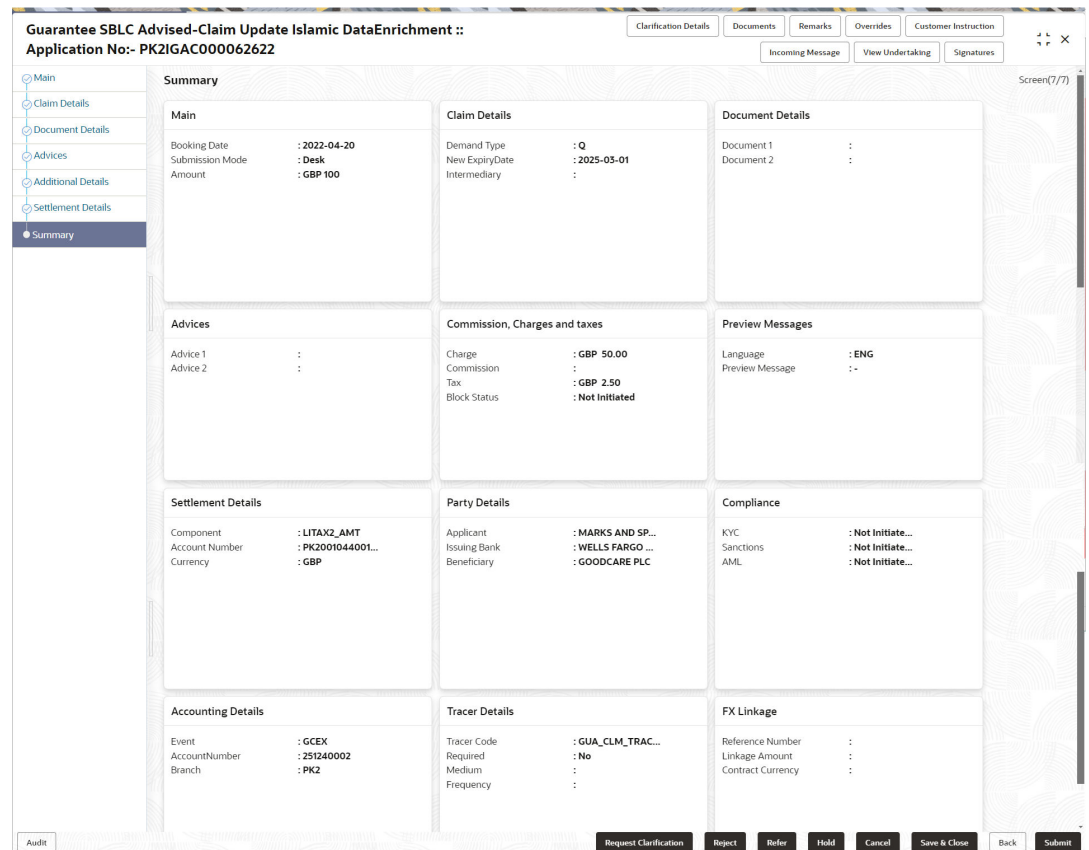 Guarantee SBLC Advised-Claim Update Islamic DataEnrichment ::
Application No:- PK2IGAC000062622
Clarification Details
Documents
Remarks
Overrides
Customer Instruction
Incoming Message
View Undertaking
Signatures
Main
Claim Details
Document Details
Advices
Additional Details
Settlement Details
Summary
Summary
Screen(7/7)
Main
Booking Date : 2022-04-20
Submission Mode : Desk
Amount : GBP 100
Claim Details
Demand Type : Q
New ExpiryDate : 2025-03-01
Intermediary :
Document Details
Document 1 :
Document 2 :
Advices
Advice 1 :
Advice 2 :
Commission, Charges and taxes
Charge : GBP 50.00
Commission :
Tax : GBP 2.50
Block Status : Not Initiated
Preview Messages
Language : ENG
Preview Message : -
Settlement Details
Component : LITAX2_AMT
Account Number : PK2001044001...
Currency : GBP
Party Details
Applicant : MARKS AND SP...
Issuing Bank : WELLS FARGO ...
Beneficiary : GOODCARE PLC
Compliance
KYC : Not Initiate...
Sanctions : Not Initiate...
AML : Not Initiate...
Accounting Details
Event : GCEX
AccountNumber : 251240002
Branch : PK2
Tracer Details
Tracer Code : GUA_CLM_TRAC...
Required : No
Medium :
Frequency :
FX Linkage
Reference Number :
Linkage Amount :
Contract Currency :
Audit
Request Clarification
Reject
Refer
Hold
Cancel
Save & Close
Back
Submit